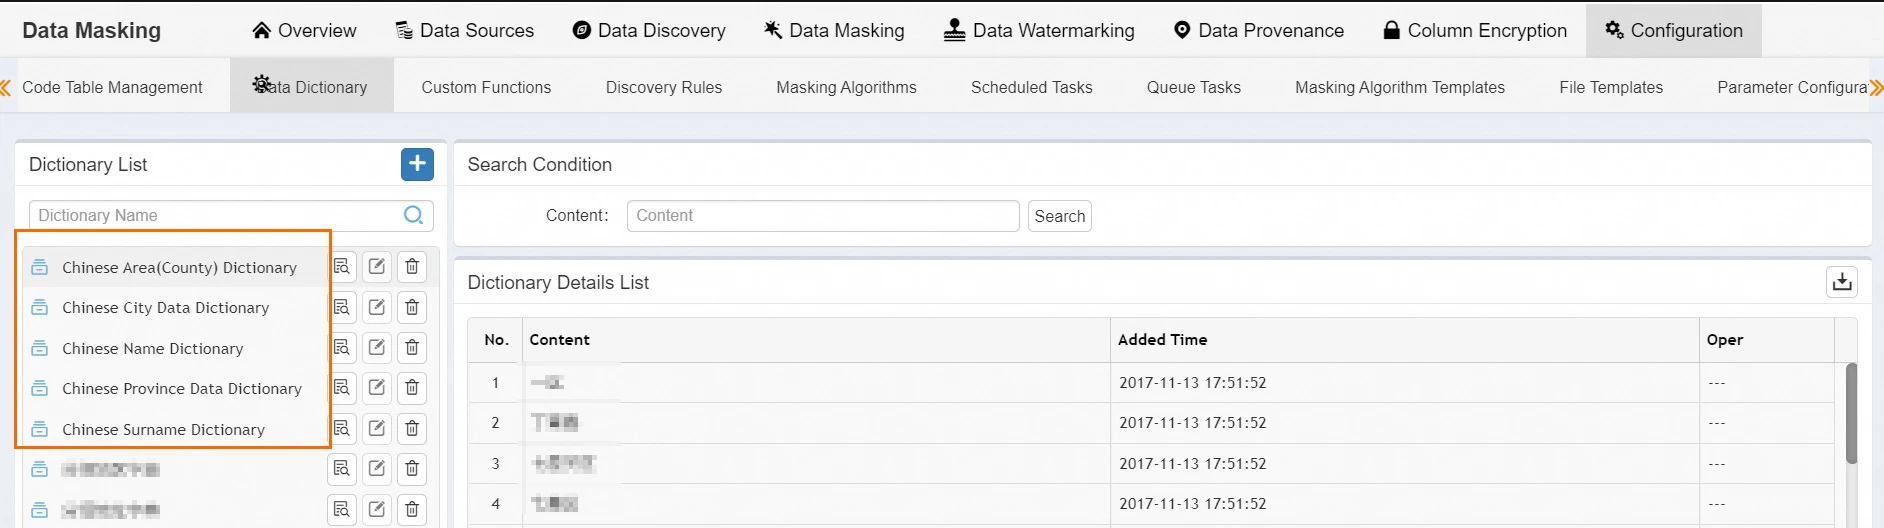 Data Masking Overview Data Sources Data Discovery Data Masking Data Watermarking Data Provenance Column Encryption Configuration
Code Table Management Data Dictionary Custom Functions Discovery Rules Masking Algorithms Scheduled Tasks Queue Tasks Masking Algorithm Templates File Templates Parameter Configura
Dictionary List
Dictionary Name
Chinese Area(County) Dictionary
Chinese City Data Dictionary
Chinese Name Dictionary
Chinese Province Data Dictionary
Chinese Surname Dictionary
Search Condition
Content: Content Search
Dictionary Details List
No. Content Added Time Oper
1 2017-11-13 17:51:52 ---
2 2017-11-13 17:51:52 ---
3 2017-11-13 17:51:52 ---
4 2017-11-13 17:51:52 ---